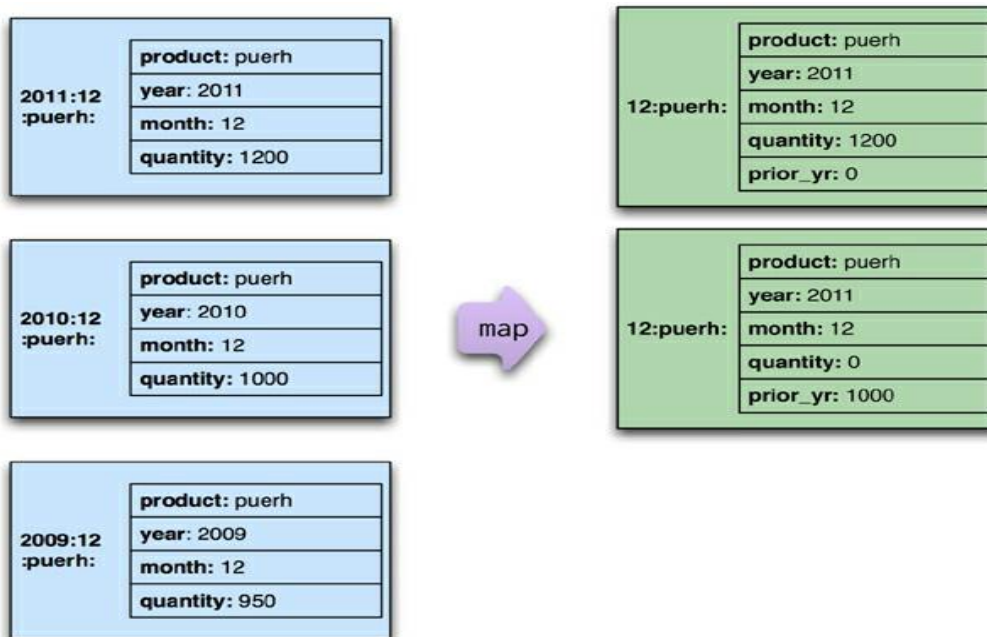 2011:12
:puerh:
product: puerh
year: 2011
month: 12
quantity: 1200
2010:12
:puerh:
product: puerh
year: 2010
month: 12
quantity: 1000
2009:12
:puerh:
product: puerh
year: 2009
month: 12
quantity: 950
map
12:puerh:
product: puerh
year: 2011
month: 12
quantity: 1200
prior_yr: 0
12:puerh:
product: puerh
year: 2011
month: 12
quantity: 0
prior_yr: 1000